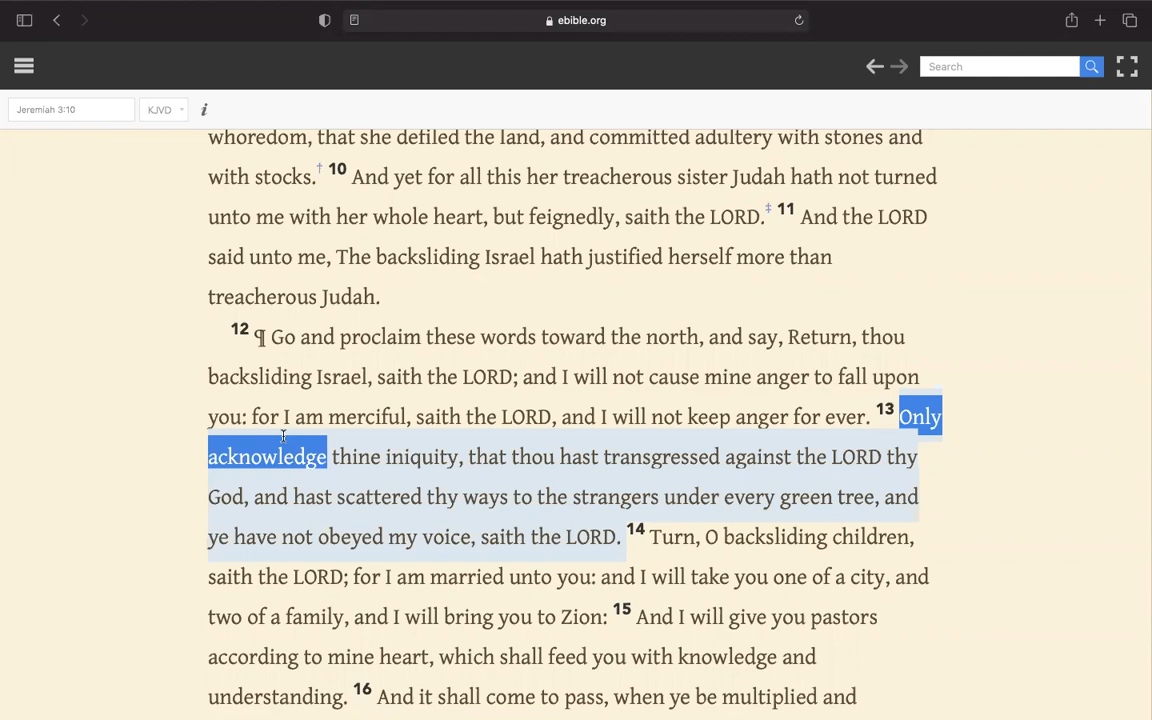 ebible.org
Search
Jeremiah 3:10 KJVD i
whoredom, that she defiled the land, and committed adultery with stones and
with stocks.† 10 And yet for all this her treacherous sister Judah hath not turned
unto me with her whole heart, but feignedly, saith the LORD.‡ 11 And the LORD
said unto me, The backsliding Israel hath justified herself more than
treacherous Judah.
12 ¶ Go and proclaim these words toward the north, and say, Return, thou
backsliding Israel, saith the LORD; and I will not cause mine anger to fall upon
you: for I am merciful, saith the LORD, and I will not keep anger for ever. 13 Only
acknowledge thine iniquity, that thou hast transgressed against the LORD thy
God, and hast scattered thy ways to the strangers under every green tree, and
ye have not obeyed my voice, saith the LORD. 14 Turn, O backsliding children,
saith the LORD; for I am married unto you: and I will take you one of a city, and
two of a family, and I will bring you to Zion: 15 And I will give you pastors
according to mine heart, which shall feed you with knowledge and
understanding. 16 And it shall come to pass, when ye be multiplied and